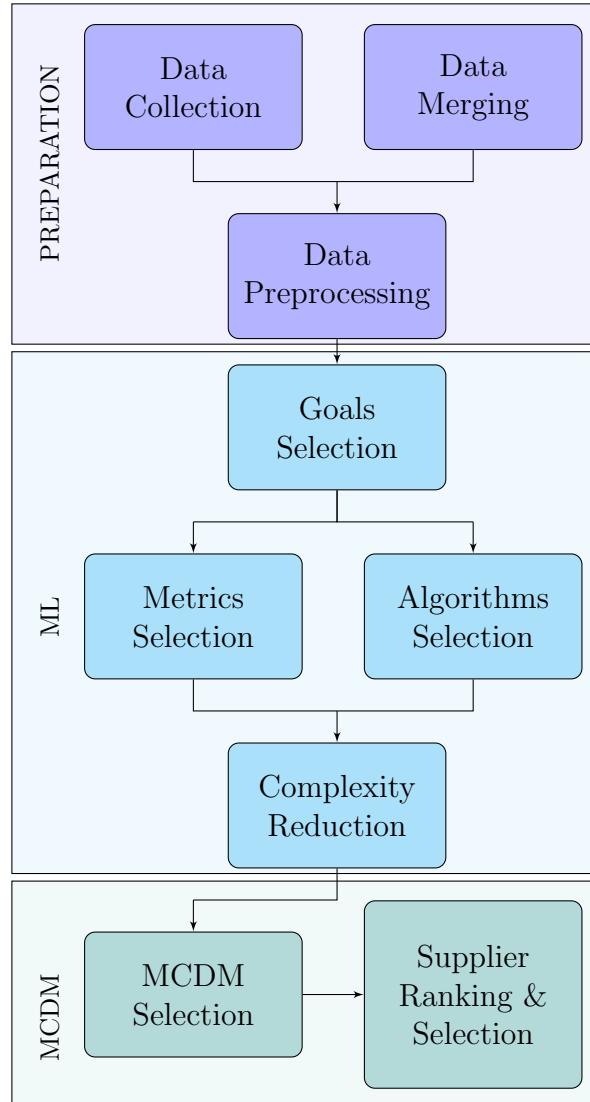 PREPARATION
Data
Collection
Data
Merging
Data
Preprocessing
ML
Goals
Selection
Metrics
Selection
Algorithms
Selection
Complexity
Reduction
MCDM
MCDM
Selection
Supplier
Ranking &
Selection